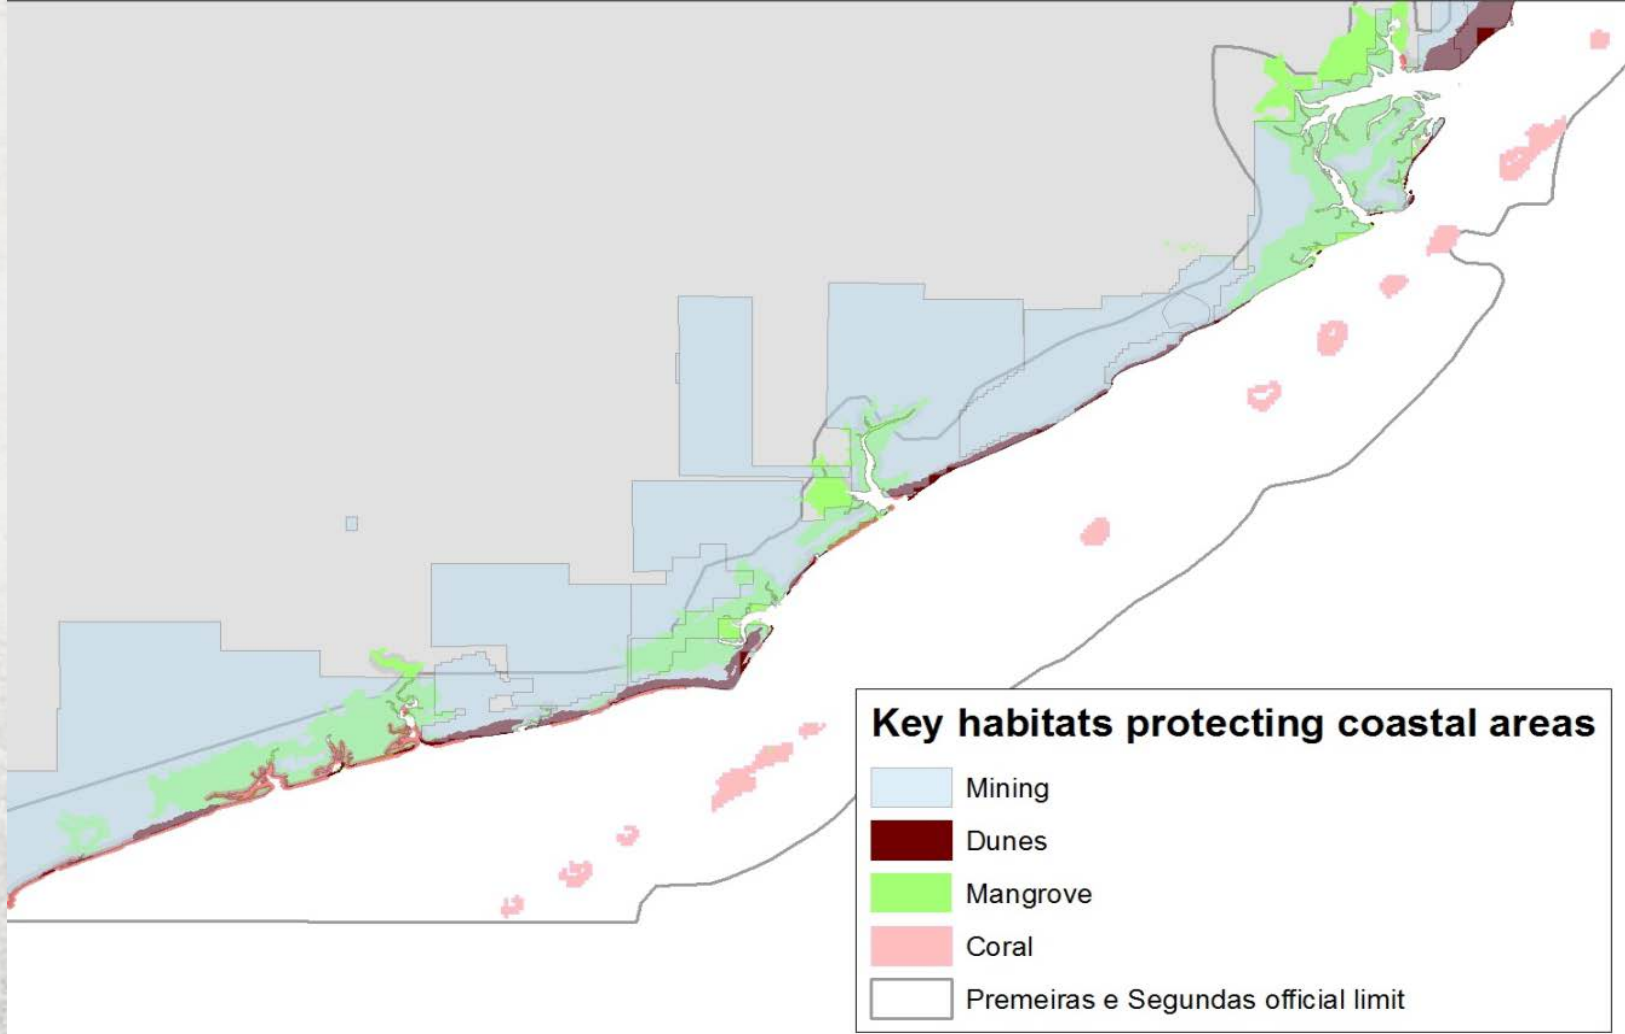 Key habitats protecting coastal areas
Mining
Dunes
Mangrove
Coral
Premeiras e Segundas official limit